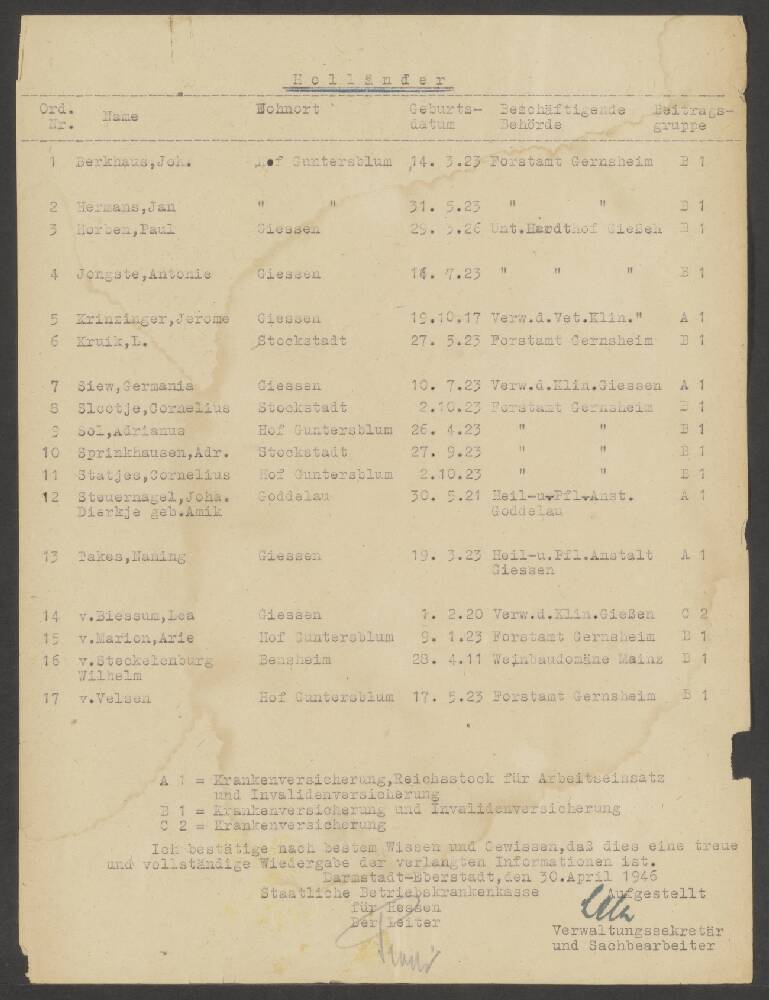 Holländer
Ord. Nr. Name Wohnort Geburts- datum Beschäftigende Behörde Beitrags- gruppe
1 Berkhaus,Joh. Hof Guntersblum 14. 3.23 Forstamt Gernsheim B 1
2 Hermans,Jan " " 31. 5.23 " " B 1
3 Horben,Paul Giessen 29. 5.26 Unt.Hardthof Gießen B 1
4 Jongste,Antonie Giessen 14. 7.23 " " " B 1
5 Krinzinger,Jerome Giessen 19.10.17 Verw.d.Vet.Klin." A 1
6 Kruik,L. Stockstadt 27. 5.23 Forstamt Gernsheim B 1
7 Siew,Germania Giessen 10. 7.23 Verw.d.Klin.Giessen A 1
8 Slootje,Cornelius Stockstadt 2.10.23 Forstamt Gernsheim B 1
9 Sol,Adrianus Hof Guntersblum 26. 4.23 " " B 1
10 Sprinkhausen,Adr. Stockstadt 27. 9.23 " " B 1
11 Statjes,Cornelius Hof Guntersblum 2.10.23 " " B 1
12 Steuernagel,Joha. Goddelau 30. 5.21 Heil-u.Pfl.Anst. A 1
Dierkje geb.Amik Goddelau
13 Takes,Naming Giessen 19. 3.23 Heil-u.Pfl.Anstalt A 1
Giessen
14 v.Biessum,Lea Giessen 1. 2.20 Verw.d.Klin.Gießen C 2
15 v.Marion,Arie Hof Guntersblum 9. 1.23 Forstamt Gernsheim B 1
16 v.Stockelenburg Bensheim 28. 4.11 Weinbaudomäne Mainz B 1
Wilhelm
17 v.Velsen Hof Guntersblum 17. 5.23 Forstamt Gernsheim B 1
A 1 = Krankenversicherung,Reichsstock für Arbeitseinsatz
und Invalidenversicherung
B 1 = Krankenversicherung und Invalidenversicherung
C 2 = Krankenversicherung
Ich bestätige nach bestem Wissen und Gewissen,daß dies eine treue
und vollständige Wiedergabe der verlangten Informationen ist.
Darmstadt-Eberstadt,den 30.April 1946
Staatliche Betriebskrankenkasse Aufgestellt
für Hessen
Der Leiter
Verwaltungssekretär
und Sachbearbeiter